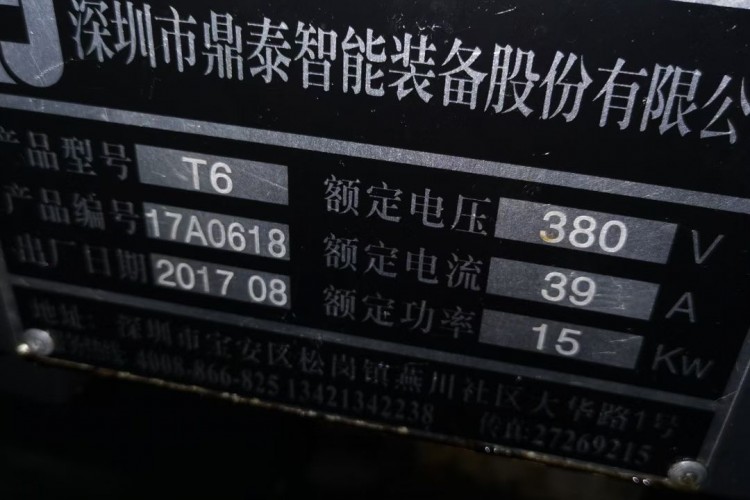 深圳市鼎泰智能装备股份有限公
产品型号 T6 额定电压 380 V
产品编号 17A0618 额定电流 39 A
出厂日期 2017 08 额定功率 15 Kw
地址: 深圳市宝安区松岗镇燕川社区大华路1号
4008-866-825 13421342238 传真:27269215